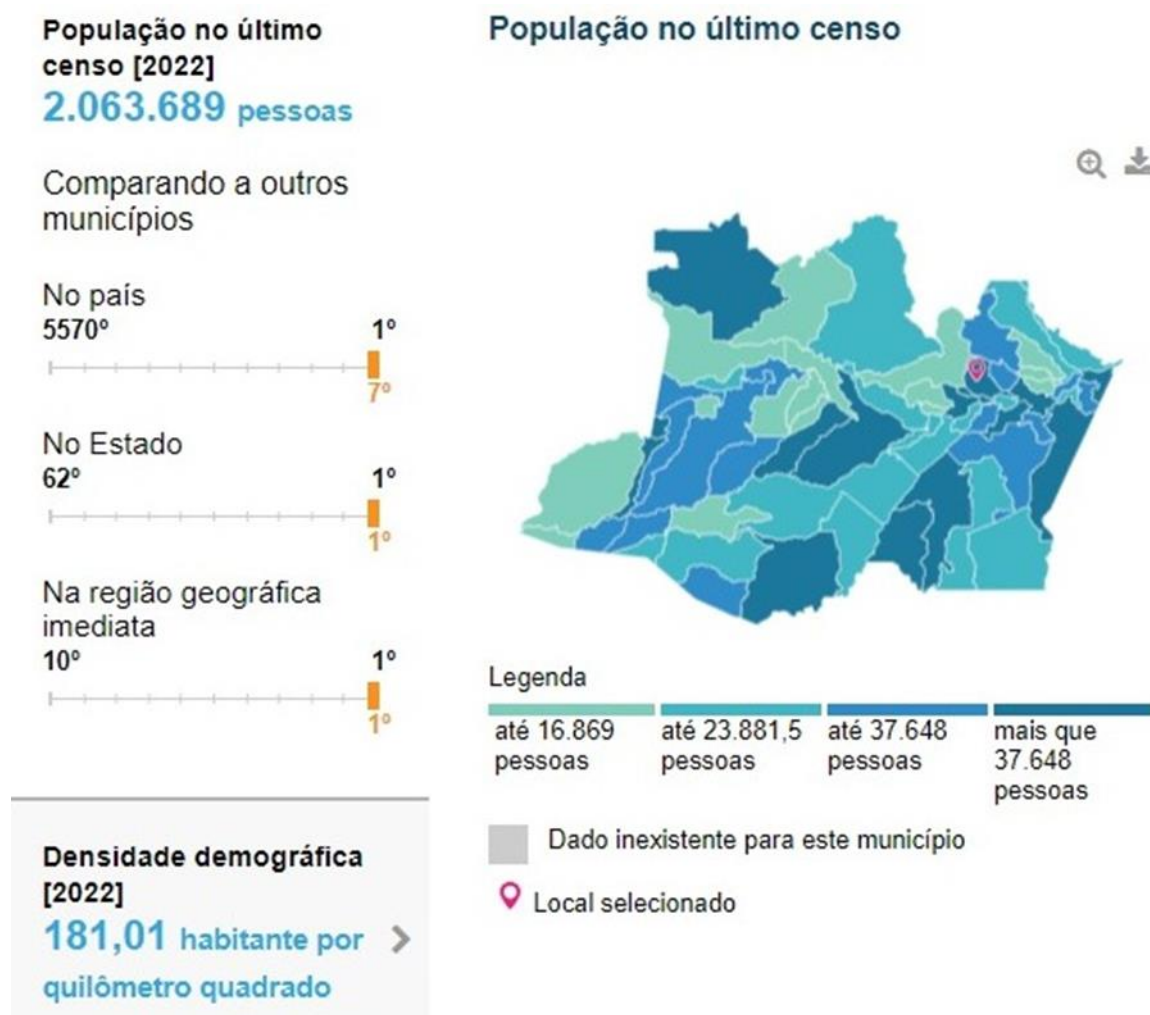 População no último
censo [2022]
2.063.689 pessoas
Comparando a outros
municípios
No país
5570º 1º
7º
No Estado
62º 1º
1º
Na região geográfica
imediata
10º 1º
1º
Densidade demográfica
[2022]
181,01 habitante por
quilômetro quadrado
População no último censo
Legenda
até 16.869
pessoas
até 23.881,5
pessoas
até 37.648
pessoas
mais que
37.648
pessoas
Dado inexistente para este município
Local selecionado